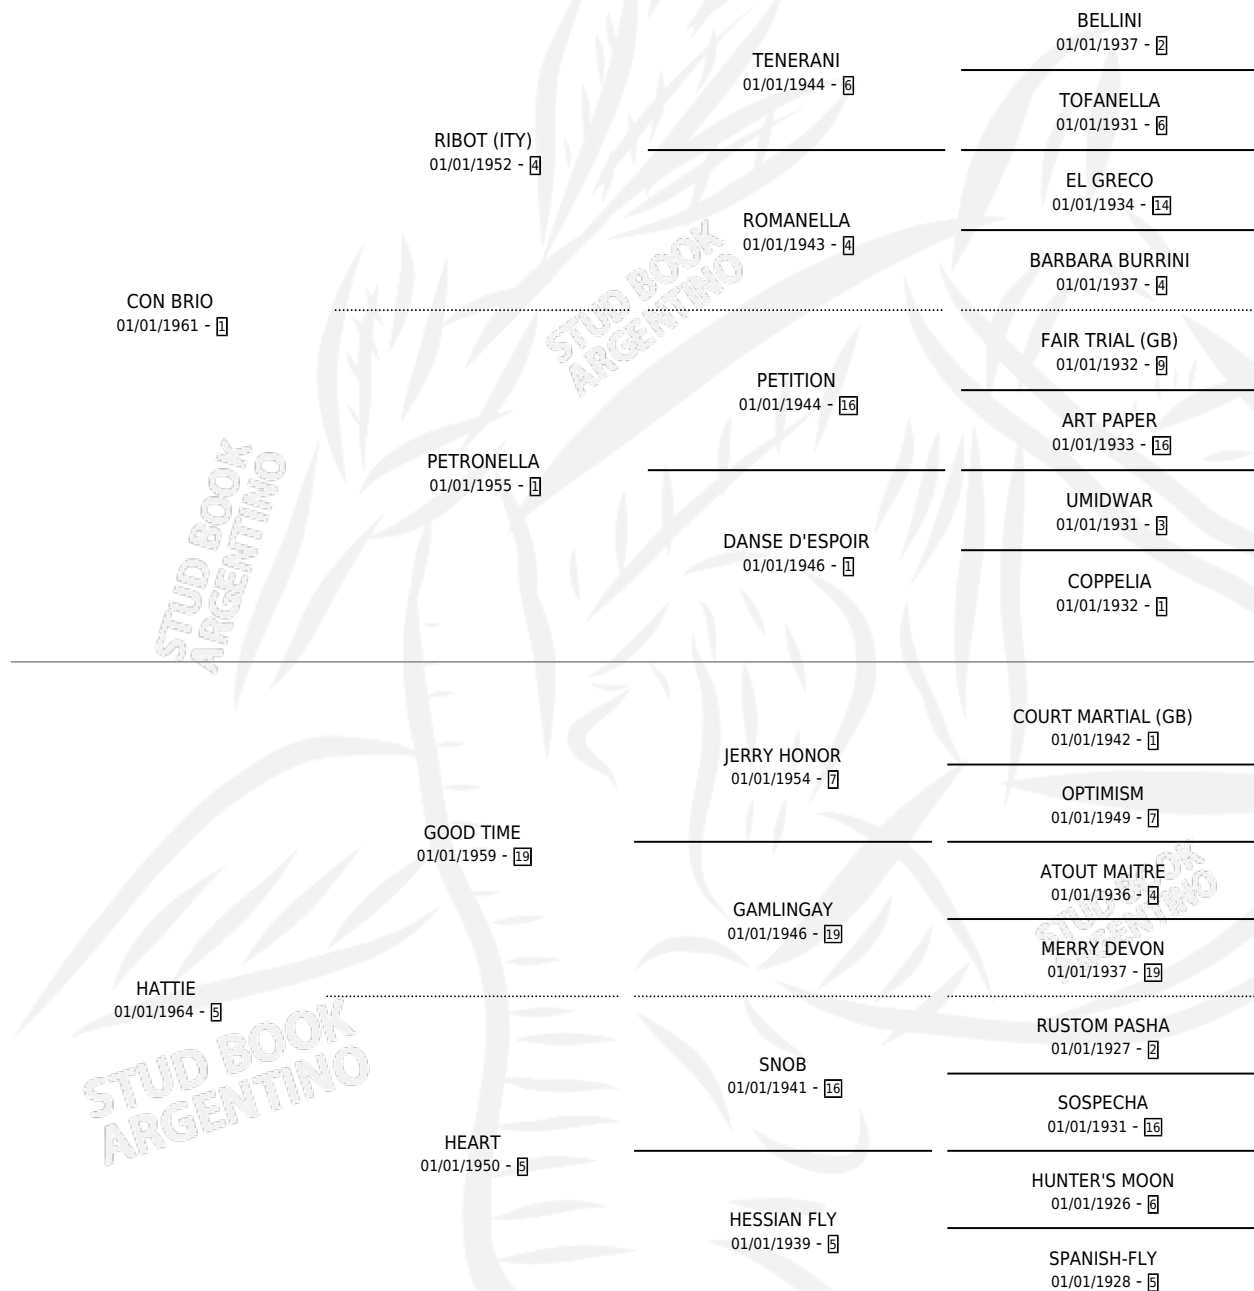 BELLINI
01/01/1937 - 2
TENERANI
01/01/1944 - 6
TOFANELLA
01/01/1931 - 6
RIBOT (ITY)
01/01/1952 - 4
EL GRECO
01/01/1934 - 14
ROMANELLA
01/01/1943 - 4
BARBARA BURRINI
01/01/1937 - 4
CON BRIO
01/01/1961 - 1
FAIR TRIAL (GB)
01/01/1932 - 9
PETITION
01/01/1944 - 16
ART PAPER
01/01/1933 - 16
PETRONELLA
01/01/1955 - 1
UMIDWAR
01/01/1931 - 3
DANSE D'ESPOIR
01/01/1946 - 1
COPPELIA
01/01/1932 - 1
COURT MARTIAL (GB)
01/01/1942 - 1
JERRY HONOR
01/01/1954 - 7
OPTIMISM
01/01/1949 - 7
GOOD TIME
01/01/1959 - 19
ATOUT MAITRE
01/01/1936 - 4
GAMLINGAY
01/01/1946 - 19
MERRY DEVON
01/01/1937 - 19
HATTIE
01/01/1964 - 5
RUSTOM PASHA
01/01/1927 - 2
SNOB
01/01/1941 - 16
SOSPECHA
01/01/1931 - 16
HEART
01/01/1950 - 5
HUNTER'S MOON
01/01/1926 - 6
HESSIAN FLY
01/01/1939 - 5
SPANISH-FLY
01/01/1928 - 5
STUD BOOK
ARGENTINO
STUD BOOK
ARGENTINO
STUD BOOK
ARGENTINO
STUD BOOK
ARGENTINO